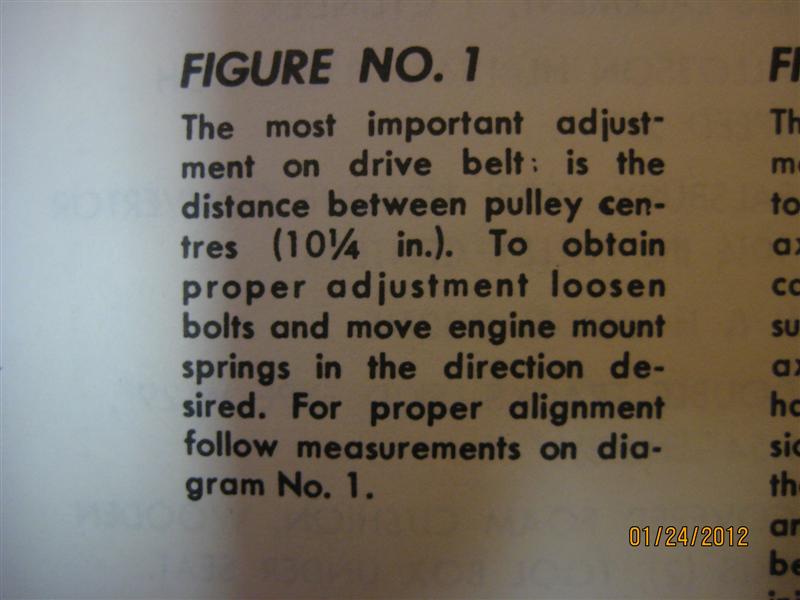 FIGURE NO. 1
The most important adjust-
ment on drive belt: is the
distance between pulley cen-
tres (10¼ in.). To obtain
proper adjustment loosen
bolts and move engine mount
springs in the direction de-
sired. For proper alignment
follow measurements on dia-
gram No. 1.
01/24/2012